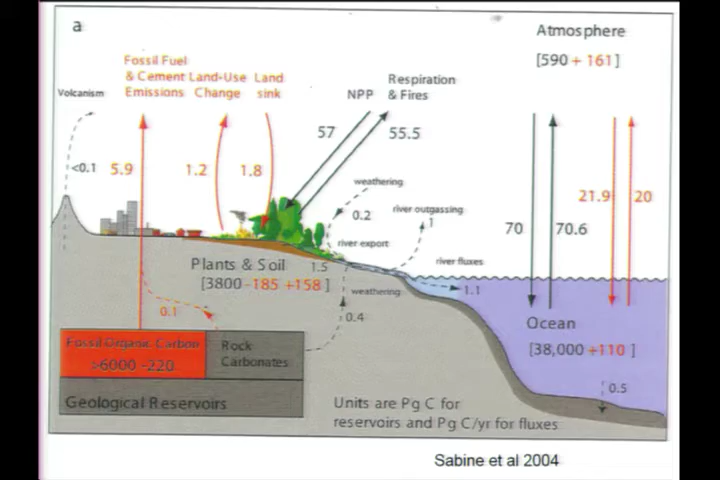 a
Atmosphere
[590 + 161]
Fossil Fuel
& Cement Land-Use Land
Emissions Change sink
Volcanism
Respiration
NPP & Fires
57
55.5
<0.1
5.9
1.2
1.8
weathering
0.2
river outgassing
1
river export
21.9
20
70
70.6
Plants & Soil
1.5
[3800 -185 +158 ]
river fluxes
1.1
weathering
0.1
0.4
Fossil Organic Carbon
>6000 -220
Rock
Carbonates
Geological Reservoirs
Ocean
[38,000 +110 ]
0.5
Units are Pg C for
reservoirs and Pg C/yr for fluxes
Sabine et al 2004